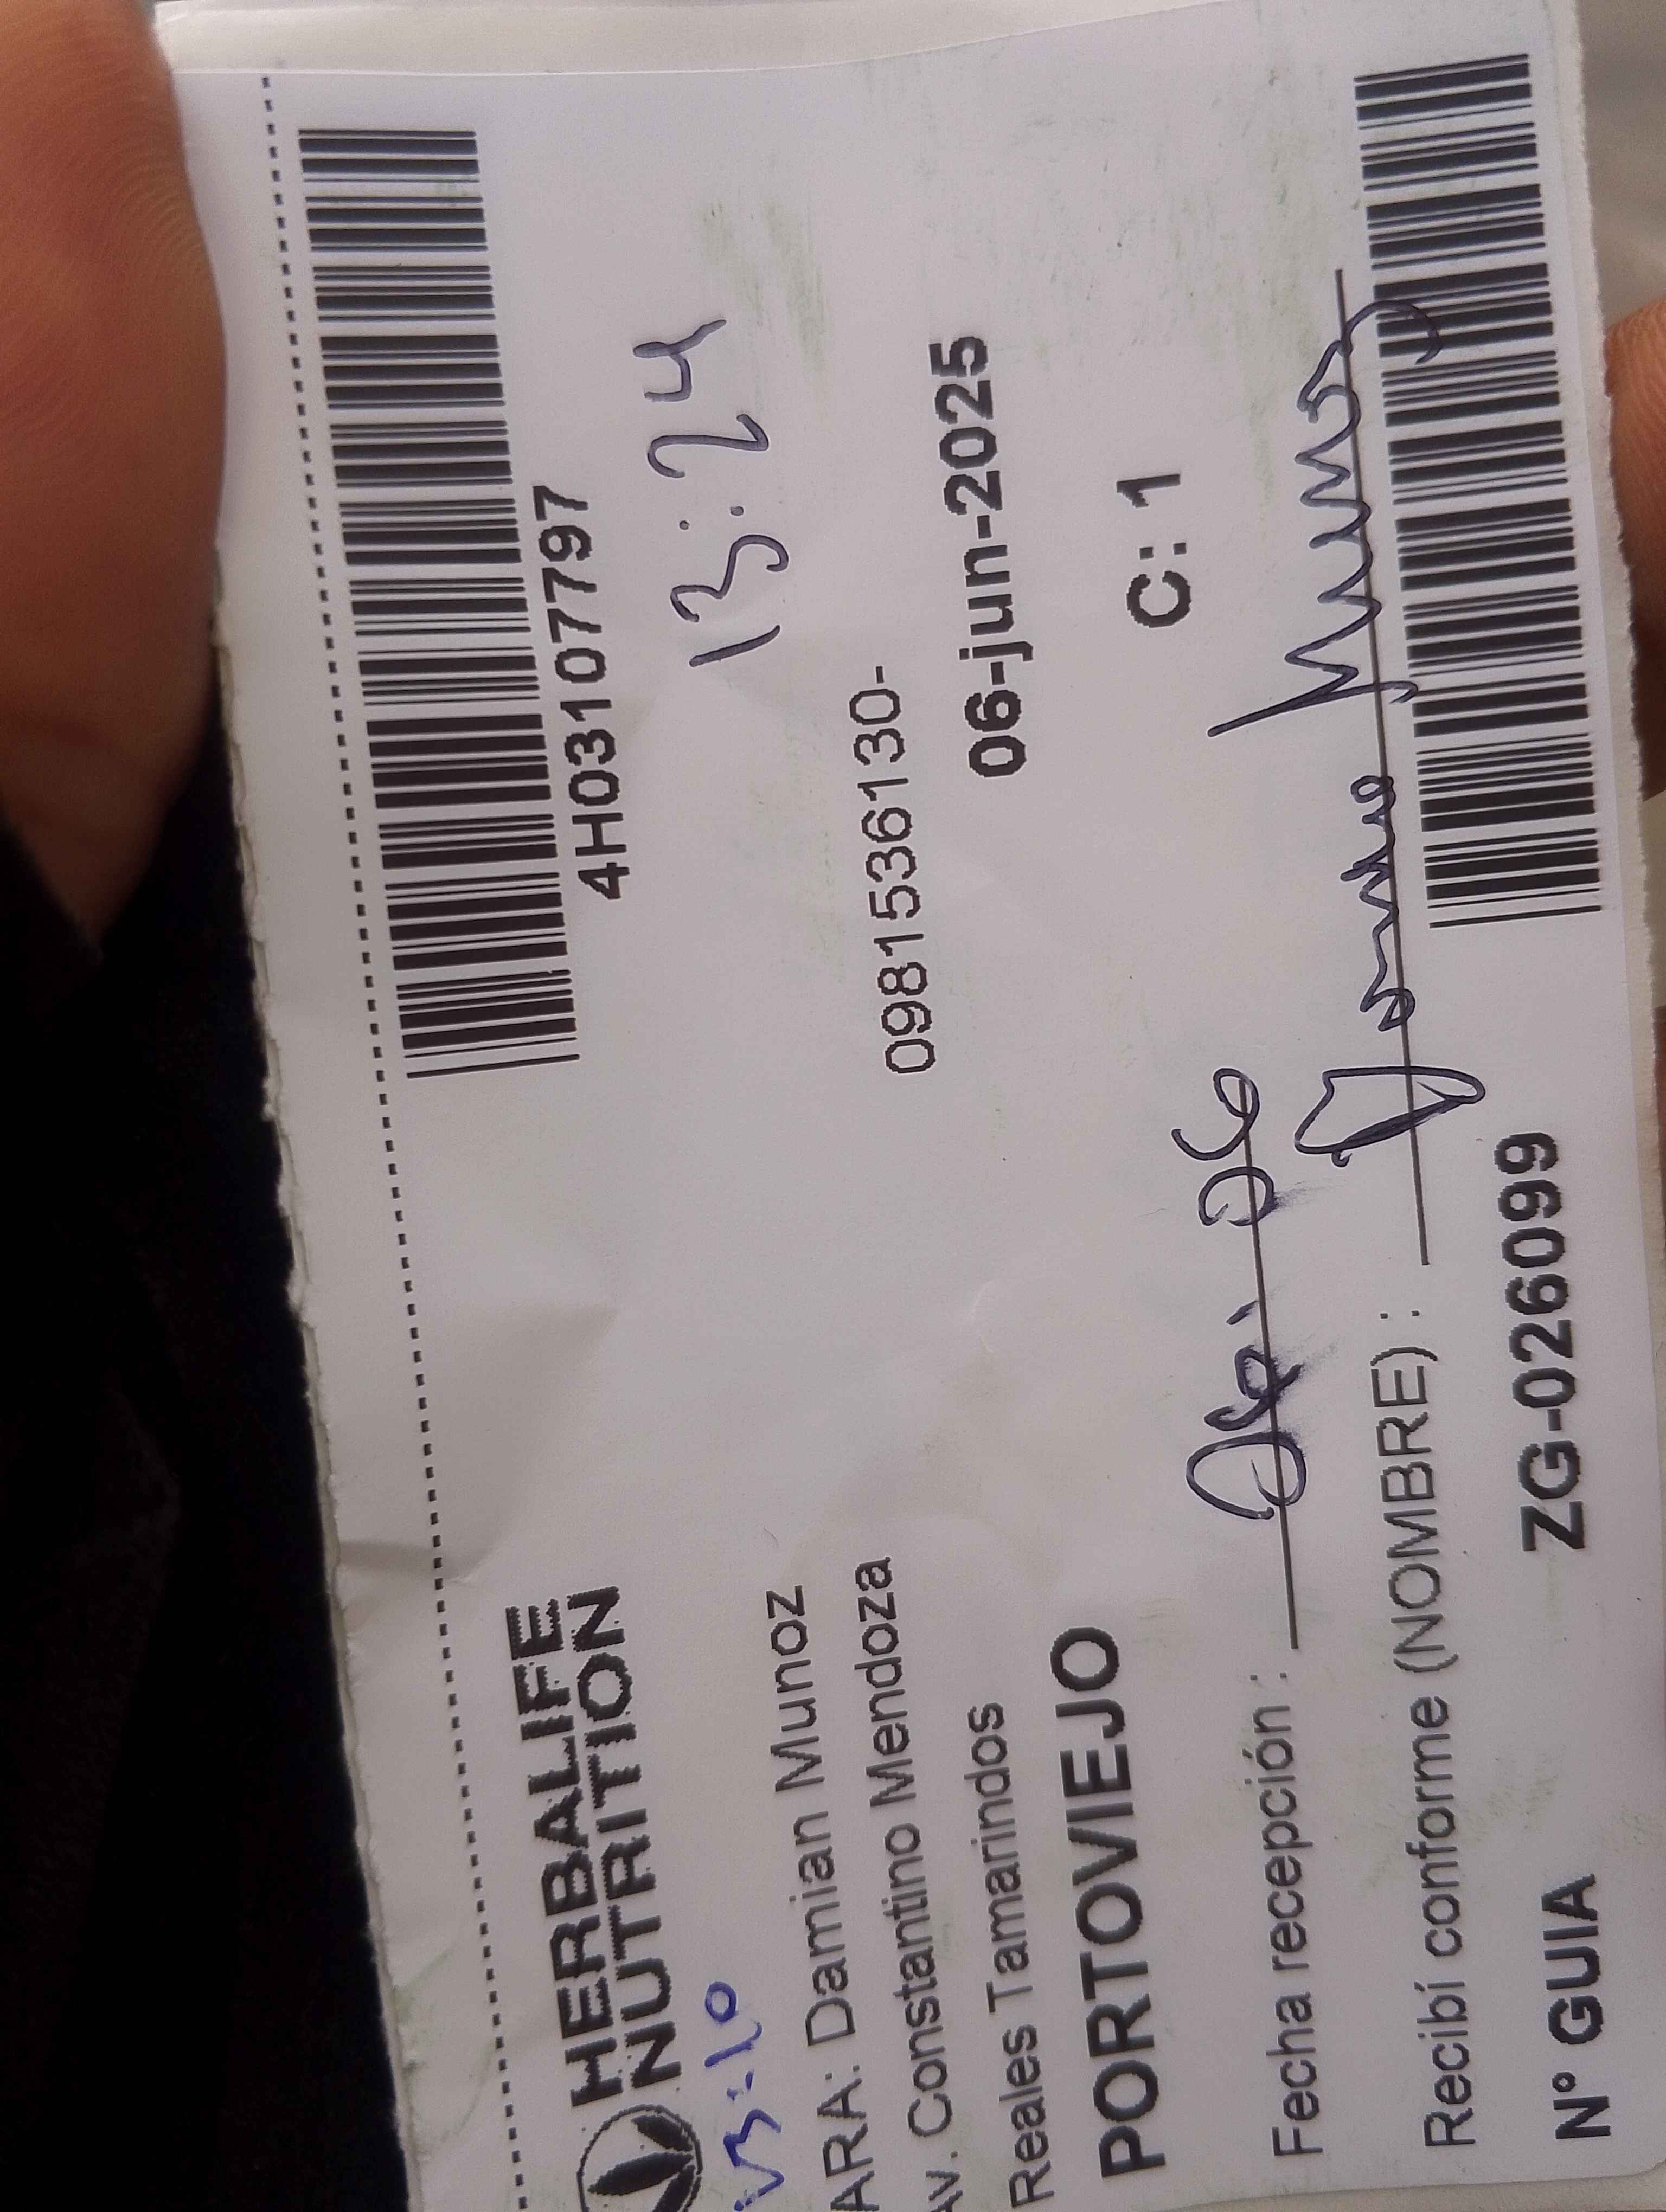 4H03107797
HERBALIFE
NUTRITION
13:10
13:24
ARA: Damian Munoz
Av. Constantino Mendoza
0981536130-
Reales Tamarindos
06-jun-2025
PORTOVIEJO
C: 1
Fecha recepción :
Recibí conforme (NOMBRE) :
N° GUIA ZG-026099